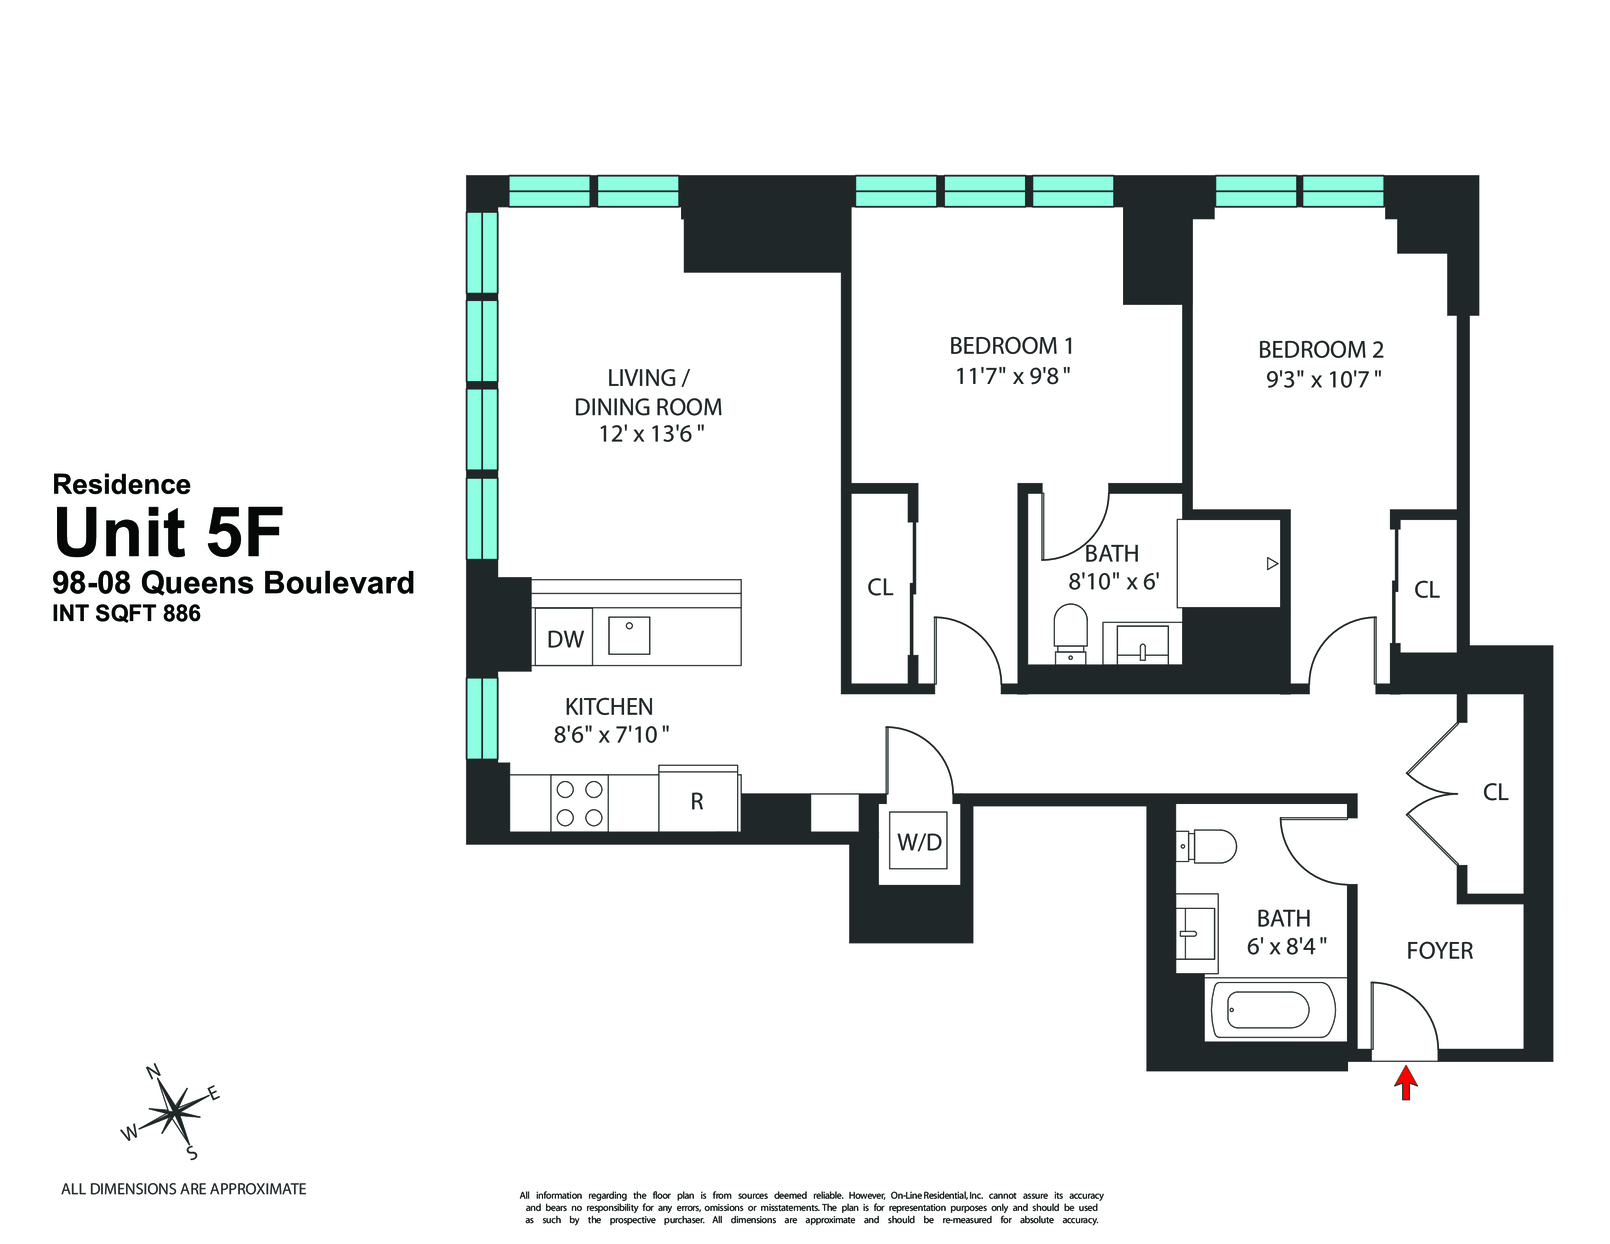 Residence
Unit 5F
98-08 Queens Boulevard
INT SQFT 886
LIVING /
DINING ROOM
12' x 13'6 "
BEDROOM 1
11'7" x 9'8 "
BEDROOM 2
9'3" x 10'7 "
CL
BATH
8'10" x 6'
CL
DW
KITCHEN
8'6" x 7'10 "
R
W/D
CL
BATH
6' x 8'4 "
FOYER
N
E
W
S
ALL DIMENSIONS ARE APPROXIMATE
All information regarding the floor plan is from sources deemed reliable. However, On-Line Residential, Inc. cannot assure its accuracy
and bears no responsibility for any errors, omissions or misstatements. The plan is for representation purposes only and should be used
as such by the prospective purchaser. All dimensions are approximate and should be re-measured for absolute accuracy.